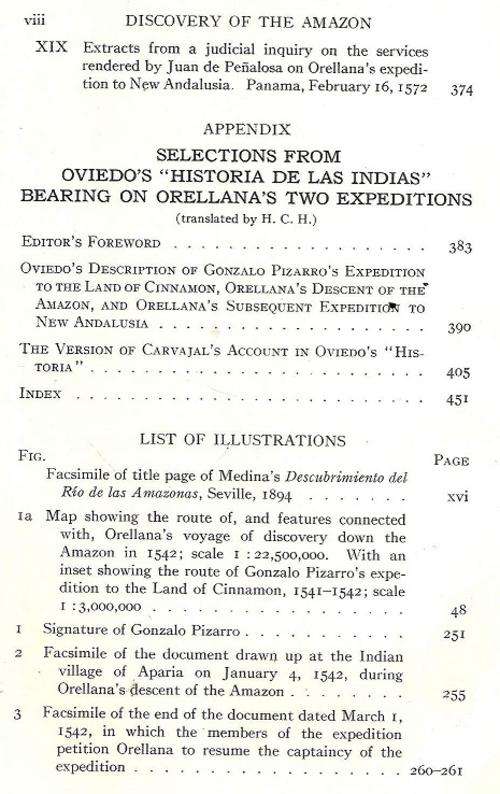 viii DISCOVERY OF THE AMAZON
XIX Extracts from a judicial inquiry on the services
rendered by Juan de Peñalosa on Orellana's expedi-
tion to New Andalusia. Panama, February 16, 1572 374
APPENDIX
SELECTIONS FROM
OVIEDO'S "HISTORIA DE LAS INDIAS"
BEARING ON ORELLANA'S TWO EXPEDITIONS
(translated by H. C. H.)
EDITOR'S FOREWORD . . . . . . . . . . . . . . . . . . 383
OVIEDO'S DESCRIPTION OF GONZALO PIZARRO'S EXPEDITION
TO THE LAND OF CINNAMON, ORELLANA'S DESCENT OF THE
AMAZON, AND ORELLANA'S SUBSEQUENT EXPEDITION TO
NEW ANDALUSIA . . . . . . . . . . . . . . . . . . . 390
THE VERSION OF CARVAJAL'S ACCOUNT IN OVIEDO'S "HIS-
TORIA" . . . . . . . . . . . . . . . . . . . . . . . 405
INDEX . . . . . . . . . . . . . . . . . . . . . . . . 451
LIST OF ILLUSTRATIONS
FIG. PAGE
Facsimile of title page of Medina's Descubrimiento del
Río de las Amazonas, Seville, 1894 . . . . . . . xvi
1a Map showing the route of, and features connected
with, Orellana's voyage of discovery down the
Amazon in 1542; scale 1 : 22,500,000. With an
inset showing the route of Gonzalo Pizarro's expe-
dition to the Land of Cinnamon, 1541–1542; scale
1 : 3,000,000 . . . . . . . . . . . . . . . . . . 48
1 Signature of Gonzalo Pizarro . . . . . . . . . . . 251
2 Facsimile of the document drawn up at the Indian
village of Aparia on January 4, 1542, during
Orellana's descent of the Amazon . . . . . . . . 255
3 Facsimile of the end of the document dated March 1,
1542, in which the members of the expedition
petition Orellana to resume the captaincy of the
expedition . . . . . . . . . . . . . . . . . . . 260–261